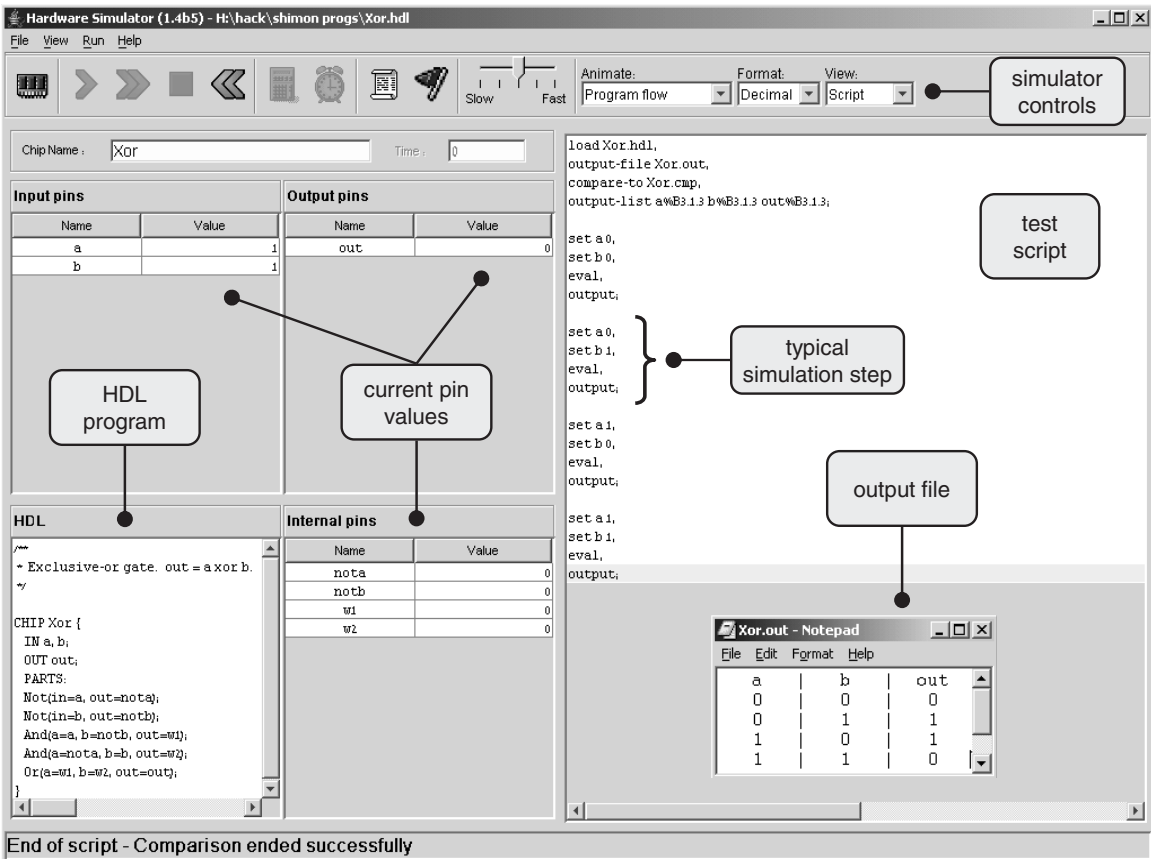 Hardware Simulator (1.4b5) - H:\hack\shimon progs\Xor.hdl
File View Run Help
Slow Fast
Animate: Format: View:
Program flow Decimal Script
simulator
controls
Chip Name : Xor Time : 0
Input pins
Name Value
a 1
b 1
Output pins
Name Value
out 0
HDL
program
current pin
values
HDL
/**
* Exclusive-or gate. out = a xor b.
*/
CHIP Xor {
IN a, b;
OUT out;
PARTS:
Not(in=a, out=nota);
Not(in=b, out=notb);
And(a=a, b=notb, out=w1);
And(a=nota, b=b, out=w2);
Or(a=w1, b=w2, out=out);
}
Internal pins
Name Value
nota 0
notb 0
w1 0
w2 0
load Xor.hdl,
output-file Xor.out,
compare-to Xor.cmp,
output-list a%B3.1.3 b%B3.1.3 out%B3.1.3;
set a 0,
set b 0,
eval,
output;
set a 0,
set b 1,
eval,
output;
set a 1,
set b 0,
eval,
output;
set a 1,
set b 1,
eval,
output;
test
script
typical
simulation step
output file
Xor.out - Notepad
File Edit Format Help
a | b | out
0 | 0 | 0
0 | 1 | 1
1 | 0 | 1
1 | 1 | 0
End of script - Comparison ended successfully